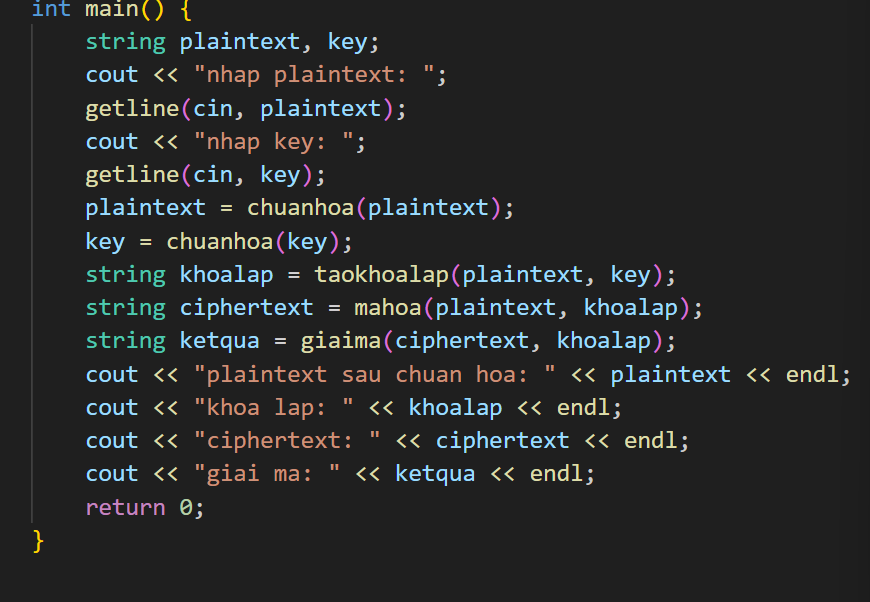 int main() {
    string plaintext, key;
    cout << "nhap plaintext: ";
    getline(cin, plaintext);
    cout << "nhap key: ";
    getline(cin, key);
    plaintext = chuanhoa(plaintext);
    key = chuanhoa(key);
    string khoalap = taokhoalap(plaintext, key);
    string ciphertext = mahoa(plaintext, khoalap);
    string ketqua = giaima(ciphertext, khoalap);
    cout << "plaintext sau chuan hoa: " << plaintext << endl;
    cout << "khoa lap: " << khoalap << endl;
    cout << "ciphertext: " << ciphertext << endl;
    cout << "giai ma: " << ketqua << endl;
    return 0;
}